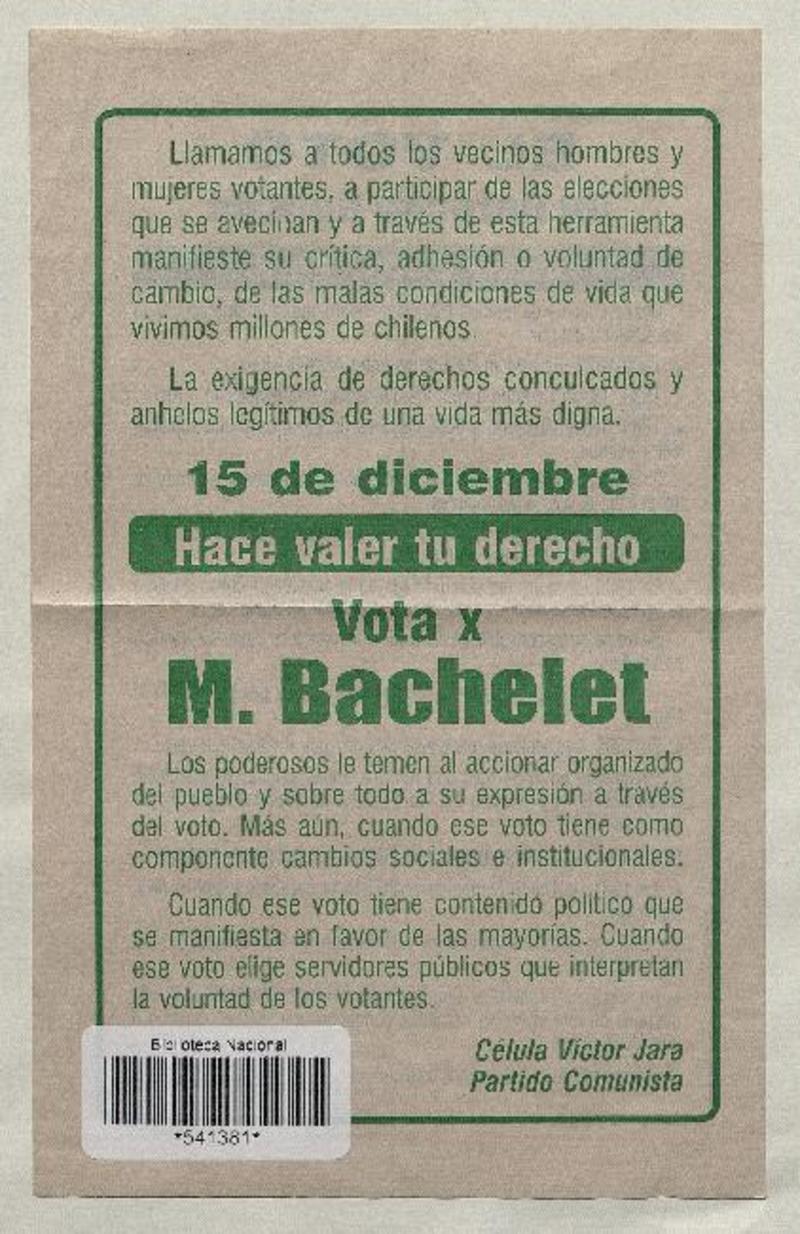 Llamamos a todos los vecinos hombres y
mujeres votantes, a participar de las elecciones
que se avecinan y a través de esta herramienta
manifieste su crítica, adhesión o voluntad de
cambio, de las malas condiciones de vida que
vivimos millones de chilenos.
La exigencia de derechos conculcados y
anhelos legítimos de una vida más digna.
15 de diciembre
Hace valer tu derecho
Vota x
M. Bachelet
Los poderosos le temen al accionar organizado
del pueblo y sobre todo a su expresión a través
del voto. Más aún, cuando ese voto tiene como
componente cambios sociales e institucionales.
Cuando ese voto tiene contenido político que
se manifiesta en favor de las mayorías. Cuando
ese voto elige servidores públicos que interpretan
la voluntad de los votantes.
Célula Víctor Jara
Partido Comunista
Biblioteca Nacional
*541381*